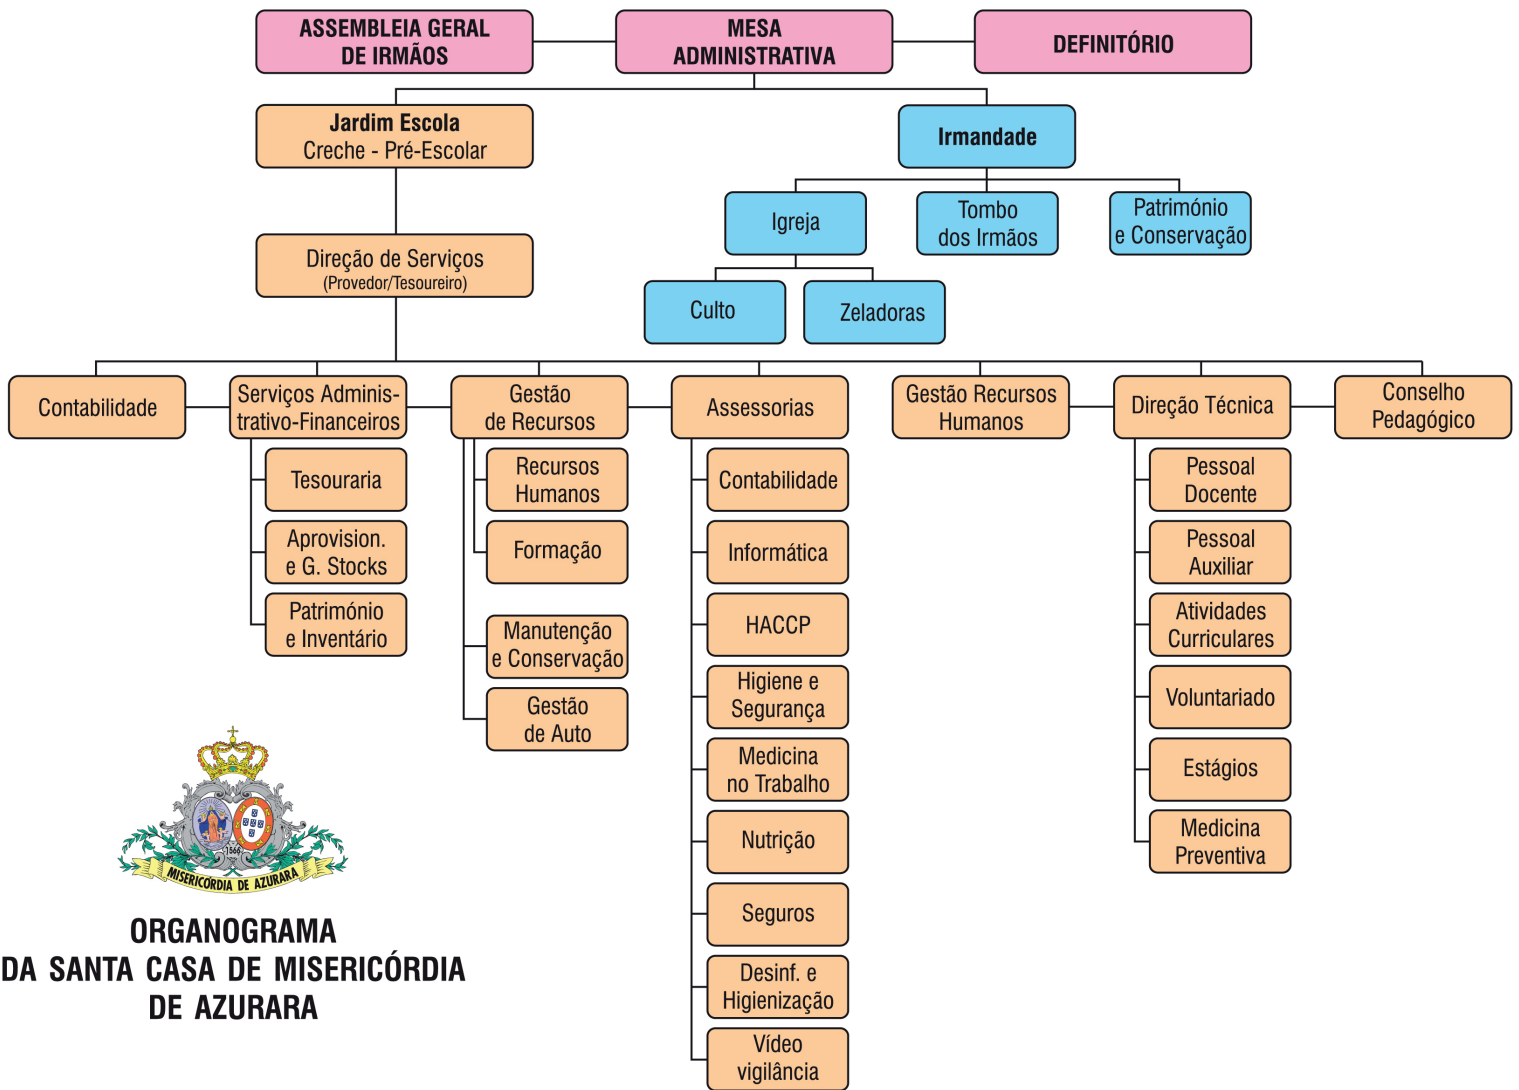 ASSEMBLEIA GERAL
DE IRMÃOS
MESA
ADMINISTRATIVA
DEFINITÓRIO
Jardim Escola
Creche - Pré-Escolar
Irmandade
Igreja
Tombo
dos Irmãos
Património
e Conservação
Direção de Serviços
(Provedor/Tesoureiro)
Culto
Zeladoras
Contabilidade
Serviços Adminis-
trativo-Financeiros
Gestão
de Recursos
Assessorias
Gestão Recursos
Humanos
Direção Técnica
Conselho
Pedagógico
Tesouraria
Aprovision.
e G. Stocks
Património
e Inventário
Recursos
Humanos
Formação
Manutenção
e Conservação
Gestão
de Auto
Contabilidade
Informática
HACCP
Higiene e
Segurança
Medicina
no Trabalho
Nutrição
Seguros
Desinf. e
Higienização
Vídeo
vigilância
Pessoal
Docente
Pessoal
Auxiliar
Atividades
Curriculares
Voluntariado
Estágios
Medicina
Preventiva
1566
MISERICÓRDIA DE AZURARA
ORGANOGRAMA
DA SANTA CASA DE MISERICÓRDIA
DE AZURARA